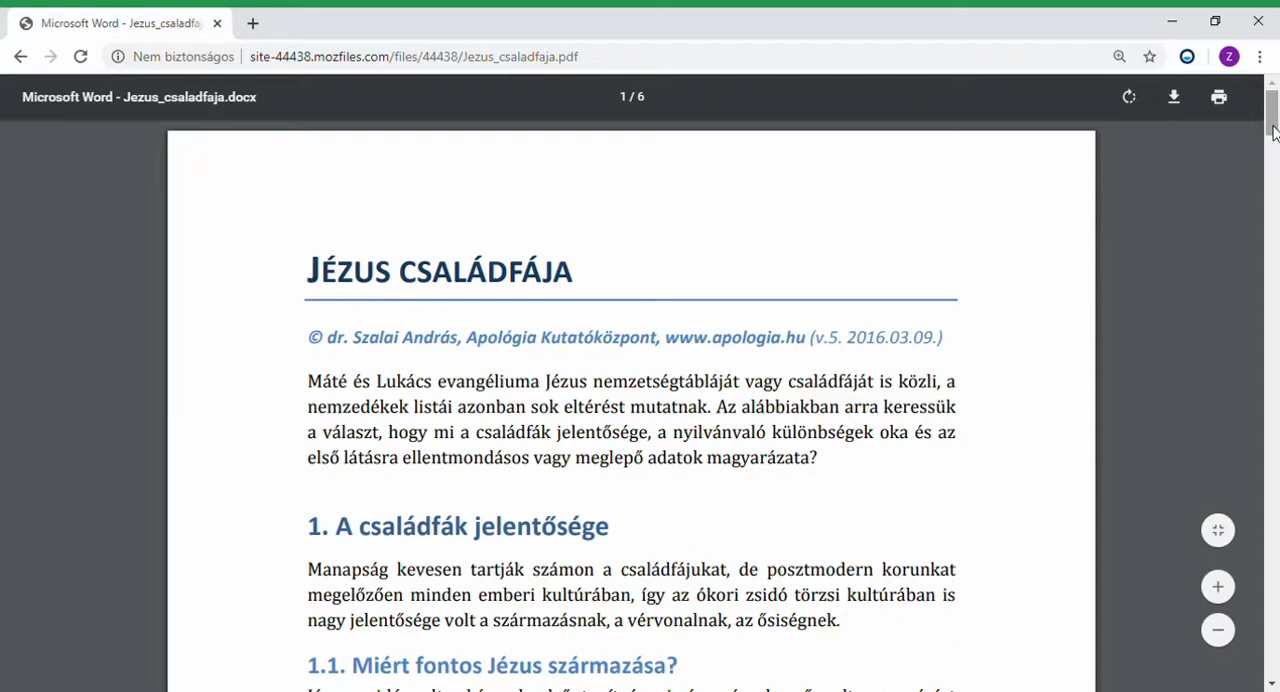 Microsoft Word - Jezus_csaladfa
Nem biztonságos
site-44438.mozfiles.com/files/44438/Jezus_csaladfaja.pdf
Z
Microsoft Word - Jezus_csaladfaja.docx
1 / 6
JÉZUS CSALÁDFÁJA
© dr. Szalai András, Apológia Kutatóközpont, www.apologia.hu (v.5. 2016.03.09.)
Máté és Lukács evangéliuma Jézus nemzetségtábláját vagy családfáját is közli, a
nemzedékek listái azonban sok eltérést mutatnak. Az alábbiakban arra keressük
a választ, hogy mi a családfák jelentősége, a nyilvánvaló különbségek oka és az
első látásra ellentmondásos vagy meglepő adatok magyarázata?
1. A családfák jelentősége
Manapság kevesen tartják számon a családfájukat, de posztmodern korunkat
megelőzően minden emberi kultúrában, így az ókori zsidó törzsi kultúrában is
nagy jelentősége volt a származásnak, a vérvonalnak, az ősiségnek.
1.1. Miért fontos Jézus származása?